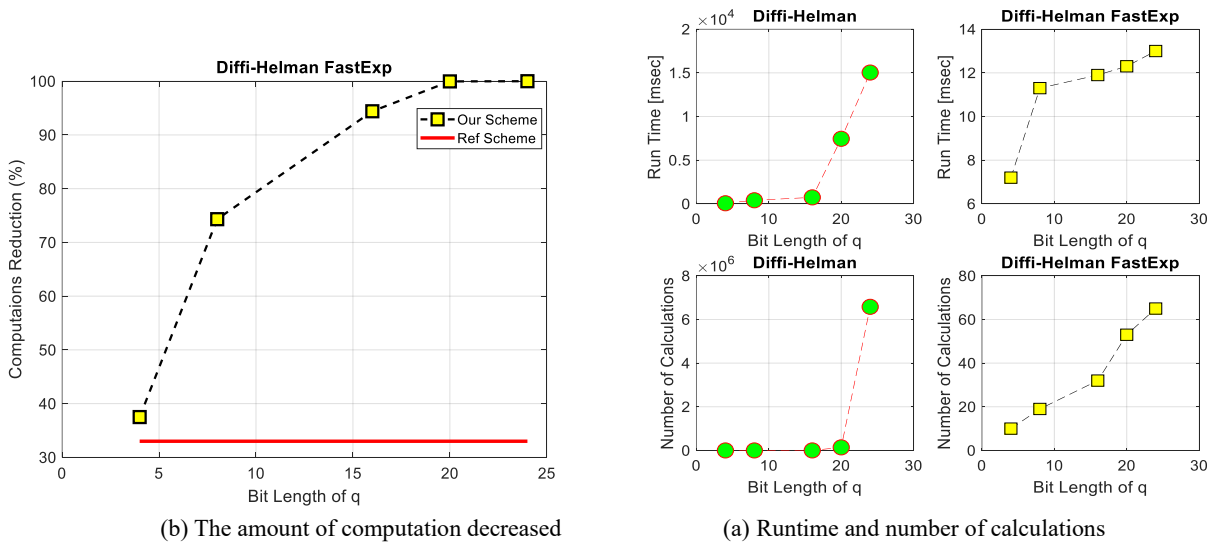 Diffi-Helman FastExp
Computaions Reduction (%)
100
90
80
70
60
50
40
30
0
5
10
15
20
25
Bit Length of q
Our Scheme
Ref Scheme
(b) The amount of computation decreased
Diffi-Helman
×10^4
Run Time [msec]
2
1.5
1
0.5
0
0
10
20
30
Bit Length of q
Diffi-Helman FastExp
Run Time [msec]
14
12
10
8
6
0
10
20
30
Bit Length of q
Diffi-Helman
×10^6
Number of Calculations
8
6
4
2
0
0
10
20
30
Bit Length of q
Diffi-Helman FastExp
Number of Calculations
80
60
40
20
0
0
10
20
30
Bit Length of q
(a) Runtime and number of calculations